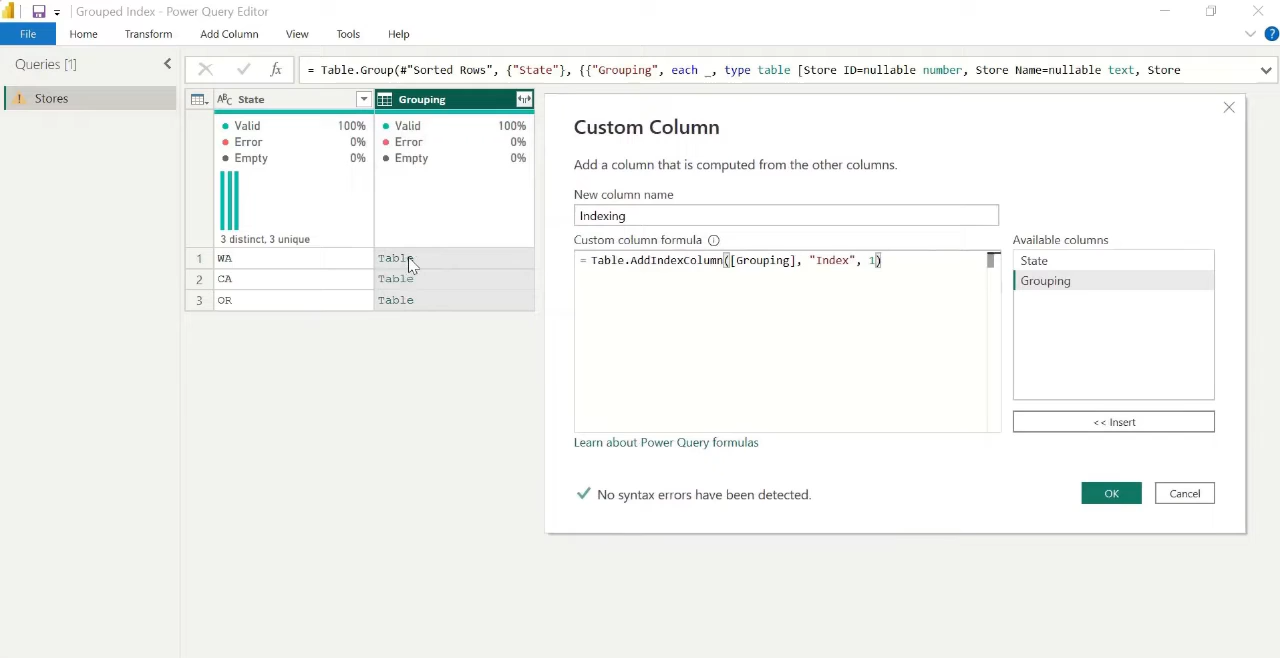 Grouped Index - Power Query Editor
File Home Transform Add Column View Tools Help
Queries [1]
fx = Table.Group(#"Sorted Rows", {"State"}, {{"Grouping", each _, type table [Store ID=nullable number, Store Name=nullable text, Store
Stores
ABC State Grouping
Valid 100% Valid 100%
Error 0% Error 0%
Empty 0% Empty 0%
3 distinct, 3 unique
1 WA Table
2 CA Table
3 OR Table
Custom Column
Add a column that is computed from the other columns.
New column name
Indexing
Custom column formula
Available columns
= Table.AddIndexColumn([Grouping], "Index", 1)
State
Grouping
<< Insert
Learn about Power Query formulas
No syntax errors have been detected.
OK Cancel